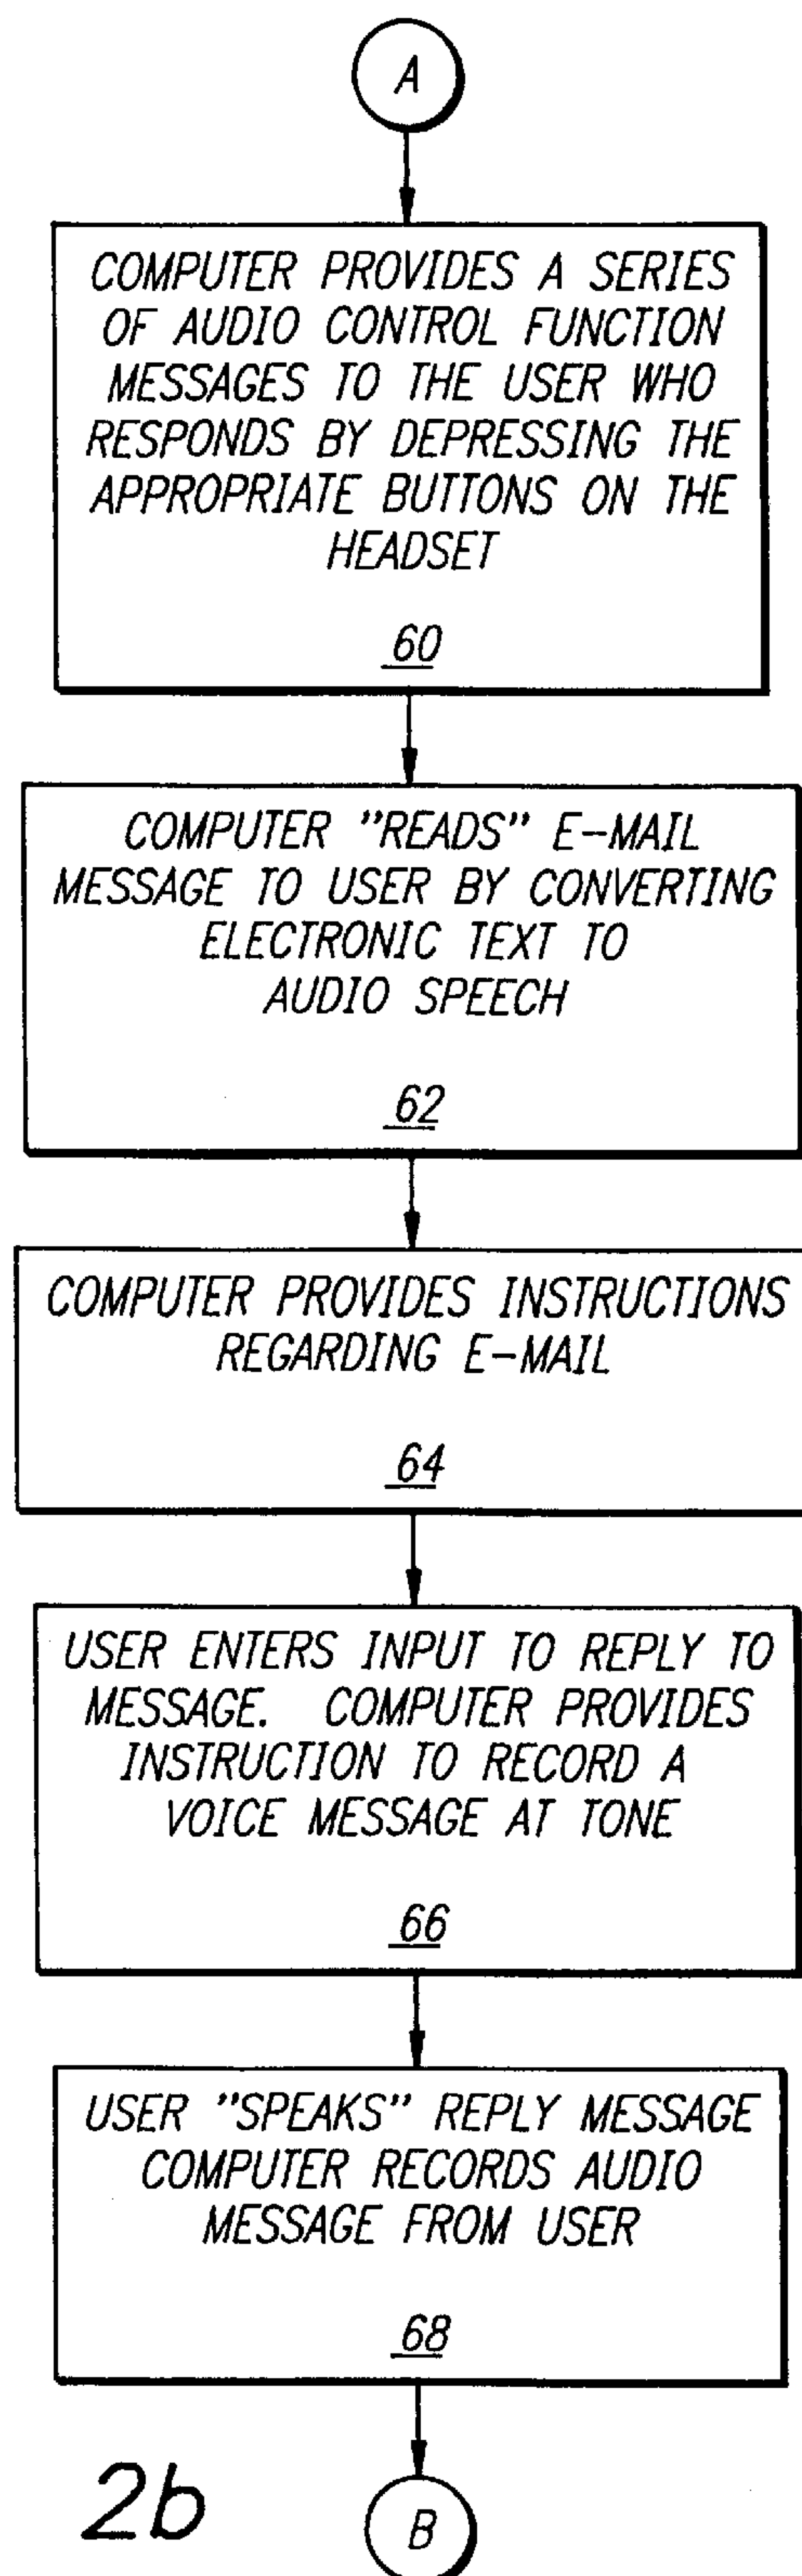 A
COMPUTER PROVIDES A SERIES
OF AUDIO CONTROL FUNCTION
MESSAGES TO THE USER WHO
RESPONDS BY DEPRESSING THE
APPROPRIATE BUTTONS ON THE
HEADSET
60
COMPUTER "READS" E-MAIL
MESSAGE TO USER BY CONVERTING
ELECTRONIC TEXT TO
AUDIO SPEECH
62
COMPUTER PROVIDES INSTRUCTIONS
REGARDING E-MAIL
64
USER ENTERS INPUT TO REPLY TO
MESSAGE. COMPUTER PROVIDES
INSTRUCTION TO RECORD A
VOICE MESSAGE AT TONE
66
USER "SPEAKS" REPLY MESSAGE
COMPUTER RECORDS AUDIO
MESSAGE FROM USER
68
2b
B